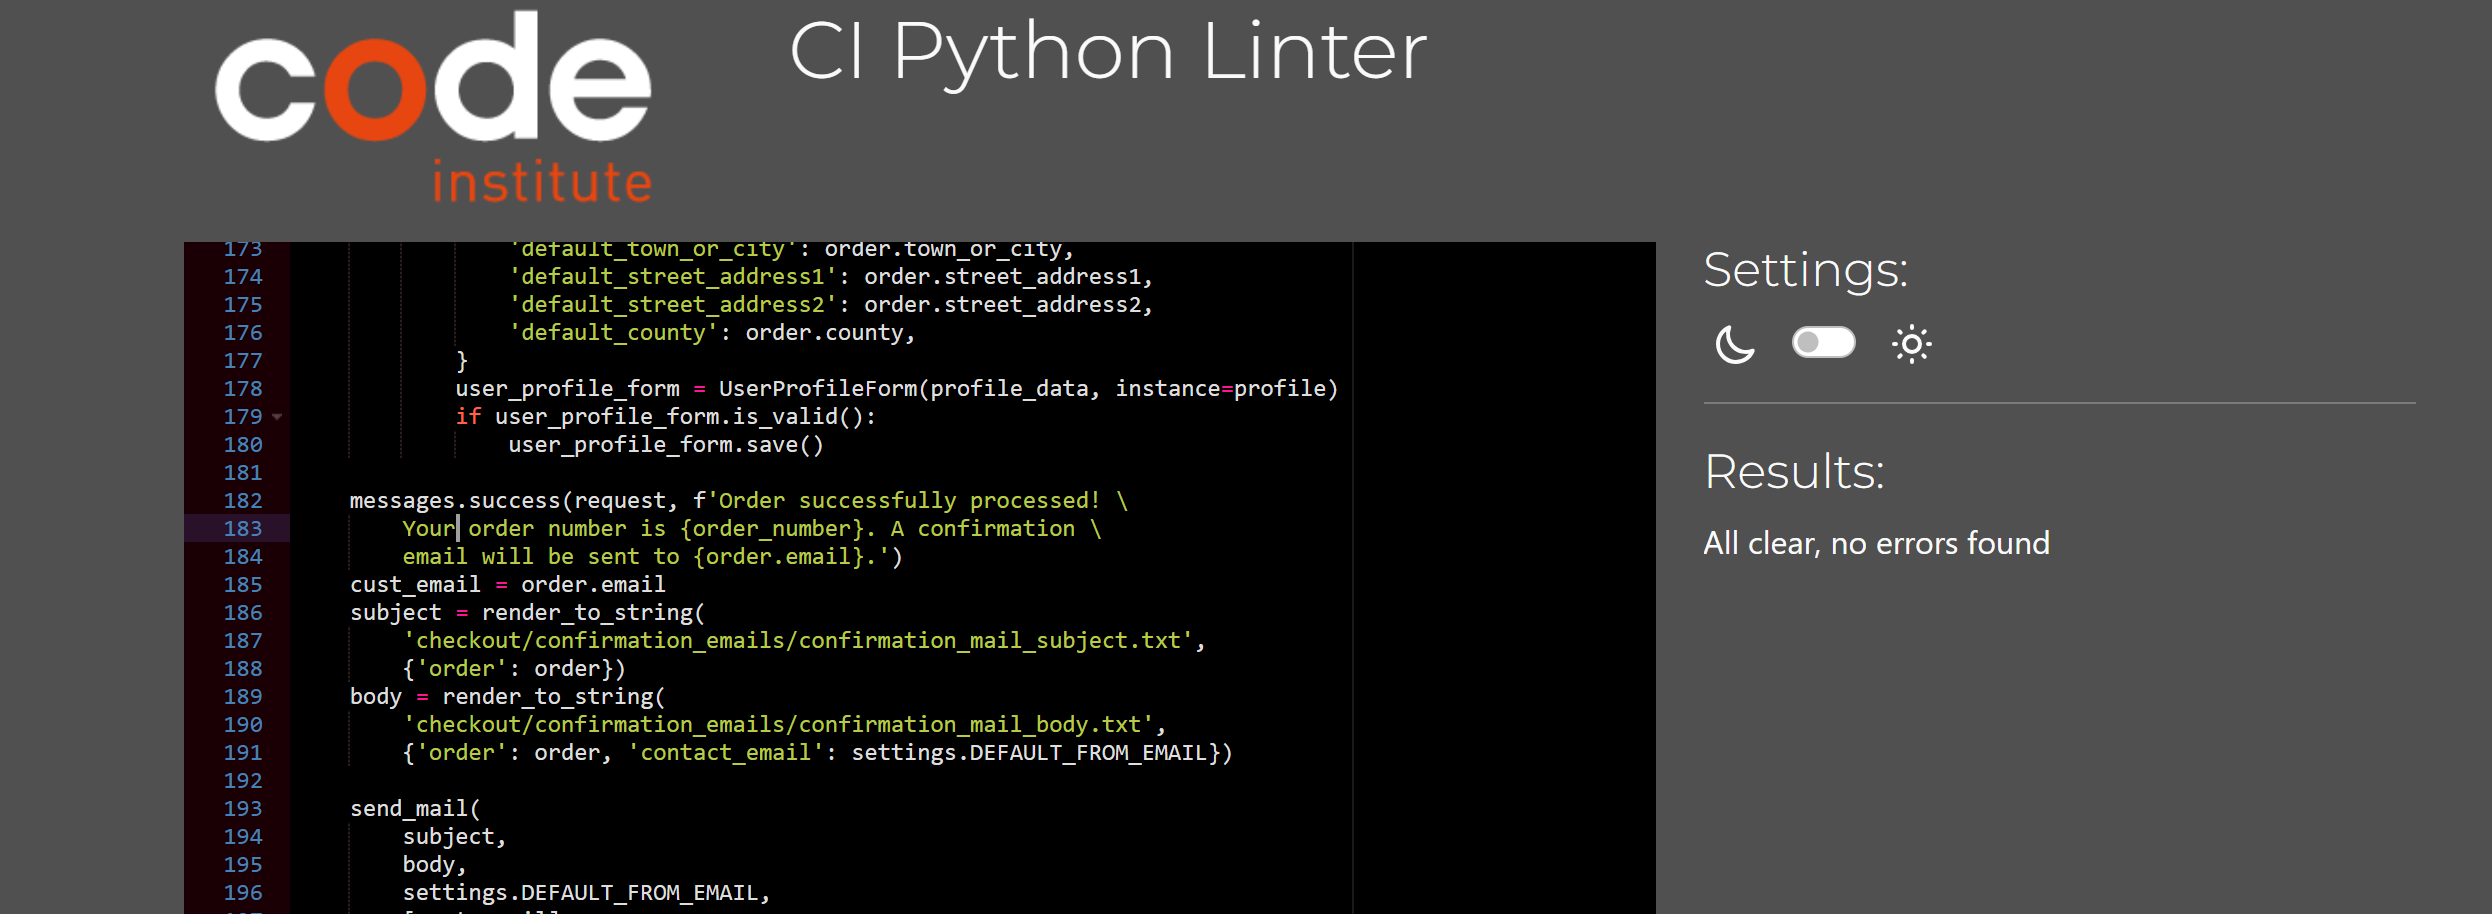 code
institute
CI Python Linter
173 'default_town_or_city': order.town_or_city,
174 'default_street_address1': order.street_address1,
175 'default_street_address2': order.street_address2,
176 'default_county': order.county,
177 }
178 user_profile_form = UserProfileForm(profile_data, instance=profile)
179 if user_profile_form.is_valid():
180 user_profile_form.save()
181
182 messages.success(request, f'Order successfully processed! \
183 Your order number is {order_number}. A confirmation \
184 email will be sent to {order.email}.')
185 cust_email = order.email
186 subject = render_to_string(
187 'checkout/confirmation_emails/confirmation_mail_subject.txt',
188 {'order': order})
189 body = render_to_string(
190 'checkout/confirmation_emails/confirmation_mail_body.txt',
191 {'order': order, 'contact_email': settings.DEFAULT_FROM_EMAIL})
192
193 send_mail(
194 subject,
195 body,
196 settings.DEFAULT_FROM_EMAIL,
Settings:
Results:
All clear, no errors found